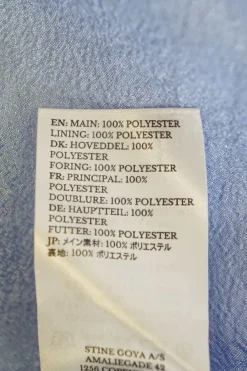 EN: MAIN: 100% POLYESTER
LINING: 100% POLYESTER
DK: HOVEDDEL: 100%
POLYESTER
FORING: 100% POLYESTER
FR: PRINCIPAL: 100%
POLYESTER
DOUBLURE: 100% POLYESTER
DE: HAUPTTEIL: 100%
POLYESTER
FUTTER: 100% POLYESTER
JP: メイン素材: 100% ポリエステル
裏地: 100% ポリエステル
STINE GOYA A/S
AMALIEGADE 42
1256